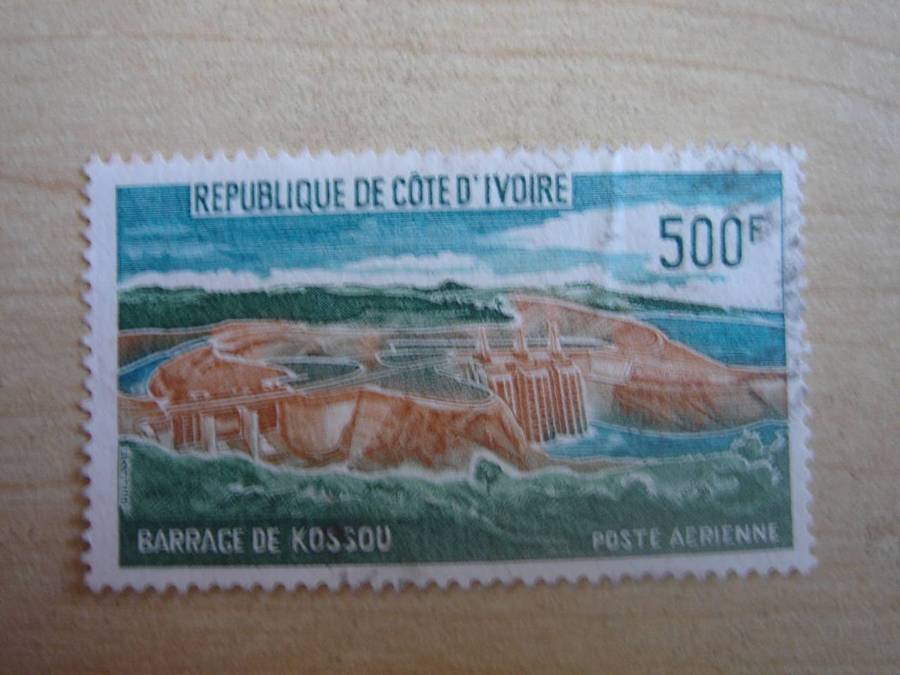 REPUBLIQUE DE CÔTE D'IVOIRE
500F
BARRAGE DE KOSSOU
POSTE AERIENNE